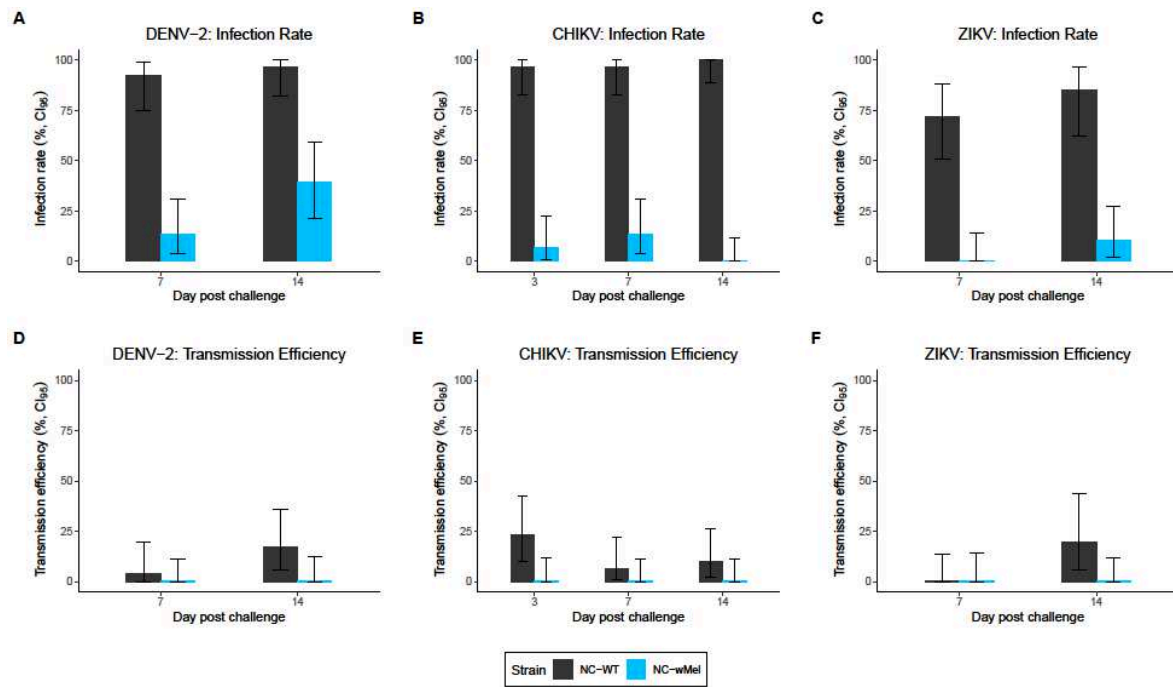 A
DENV−2: Infection Rate
Infection rate (%, CI95)
100
75
50
25
0
7
14
Day post challenge
B
CHIKV: Infection Rate
Infection rate (%, CI95)
100
75
50
25
0
3
7
14
Day post challenge
C
ZIKV: Infection Rate
Infection rate (%, CI95)
100
75
50
25
0
7
14
Day post challenge
D
DENV−2: Transmission Efficiency
Transmission efficiency (%, CI95)
100
75
50
25
0
7
14
Day post challenge
E
CHIKV: Transmission Efficiency
Transmission efficiency (%, CI95)
100
75
50
25
0
3
7
14
Day post challenge
F
ZIKV: Transmission Efficiency
Transmission efficiency (%, CI95)
100
75
50
25
0
7
14
Day post challenge
Strain NC−WT NC−wMel